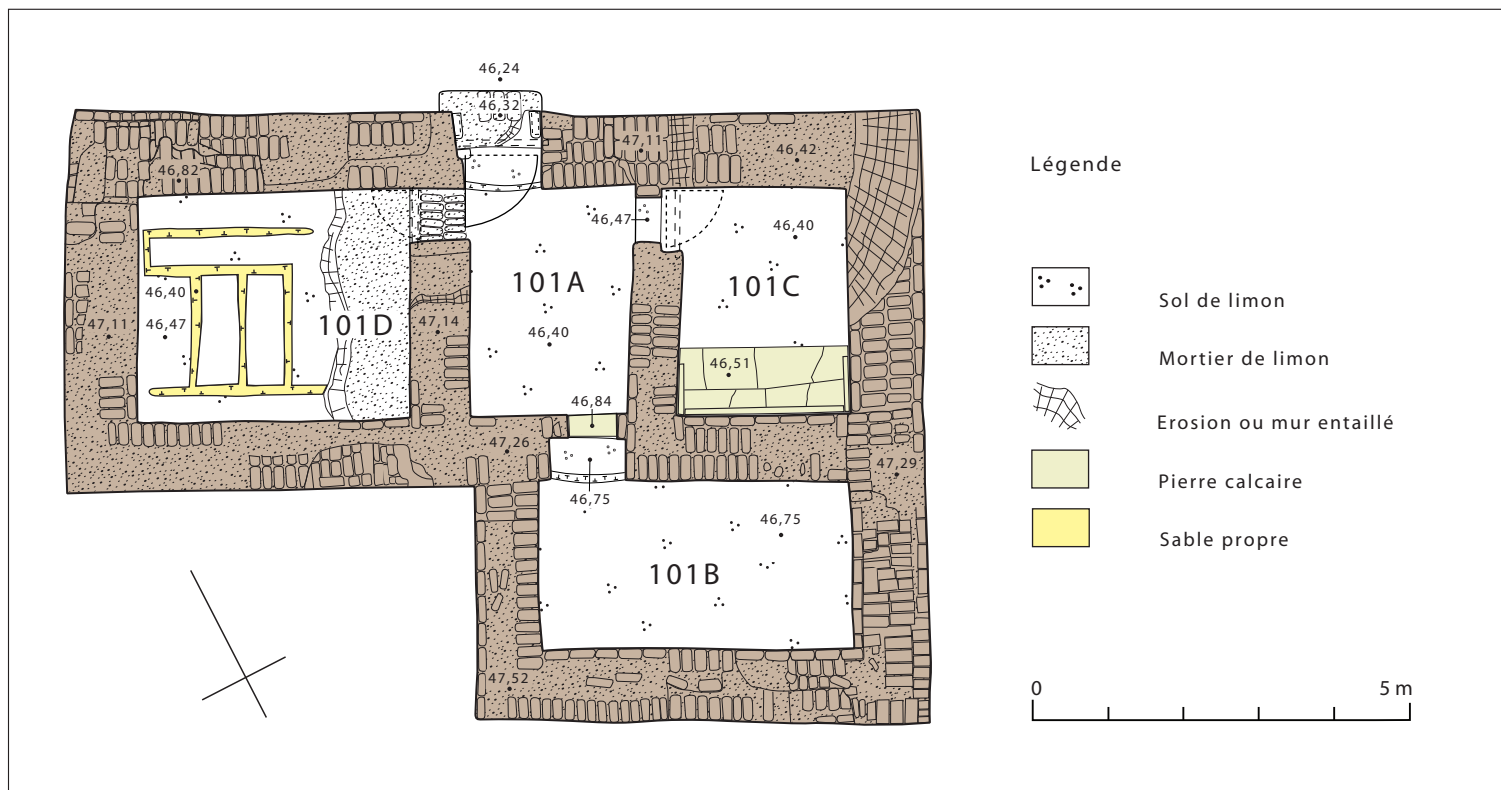 46,24
46,32
47,11
46,42
46,82
46,47
46,40
101A
101C
46,40
46,47
47,11
101D
47,14
46,40
46,51
46,84
47,26
46,75
47,29
46,75
101B
47,52
Légende
Sol de limon
Mortier de limon
Erosion ou mur entaillé
Pierre calcaire
Sable propre
0 5 m